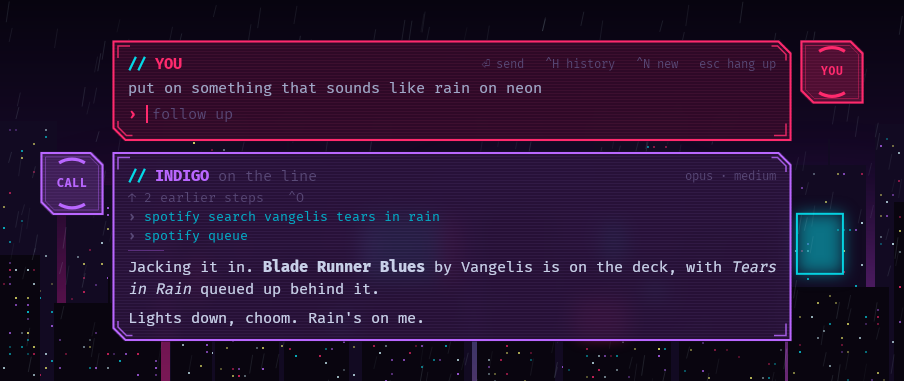 // YOU
⏎ send ^H history ^N new esc hang up
YOU
put on something that sounds like rain on neon
› follow up
CALL
// INDIGO on the line
opus · medium
↑ 2 earlier steps ^O
› spotify search vangelis tears in rain
› spotify queue
Jacking it in. Blade Runner Blues by Vangelis is on the deck, with Tears
in Rain queued up behind it.
Lights down, choom. Rain's on me.